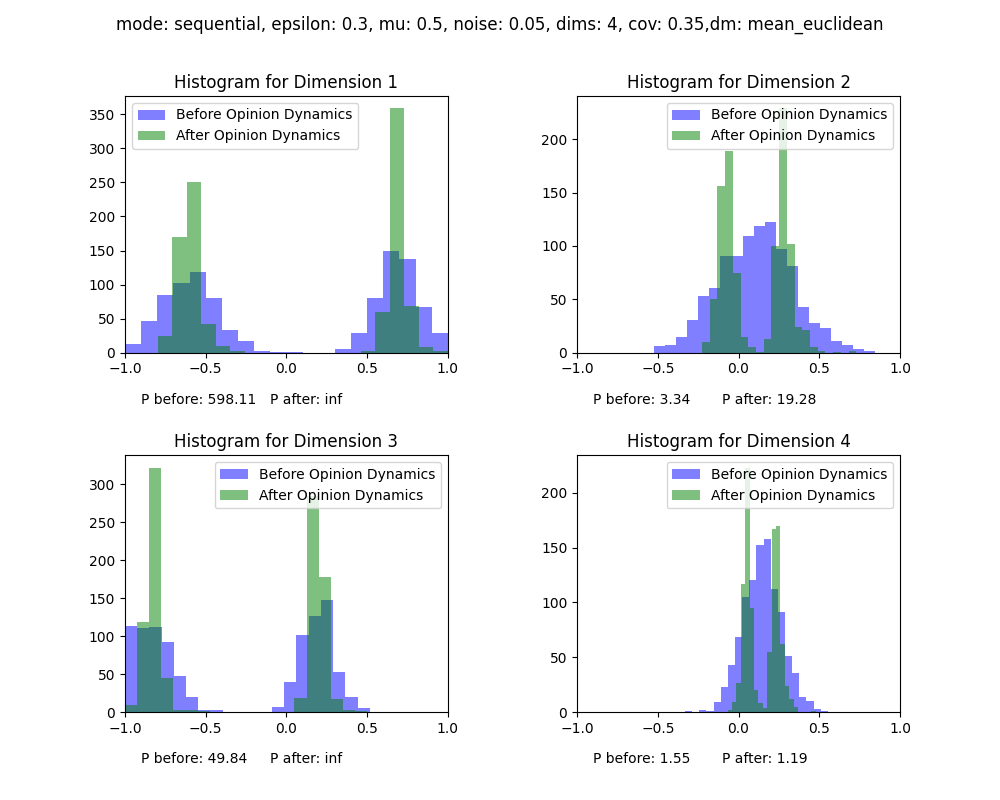 mode: sequential, epsilon: 0.3, mu: 0.5, noise: 0.05, dims: 4, cov: 0.35,dm: mean_euclidean
Histogram for Dimension 1
Before Opinion Dynamics
After Opinion Dynamics
350
300
250
200
150
100
50
0
−1.0 −0.5 0.0 0.5 1.0
P before: 598.11 P after: inf
Histogram for Dimension 2
Before Opinion Dynamics
After Opinion Dynamics
200
150
100
50
0
−1.0 −0.5 0.0 0.5 1.0
P before: 3.34 P after: 19.28
Histogram for Dimension 3
Before Opinion Dynamics
After Opinion Dynamics
300
250
200
150
100
50
0
−1.0 −0.5 0.0 0.5 1.0
P before: 49.84 P after: inf
Histogram for Dimension 4
Before Opinion Dynamics
After Opinion Dynamics
200
150
100
50
0
−1.0 −0.5 0.0 0.5 1.0
P before: 1.55 P after: 1.19